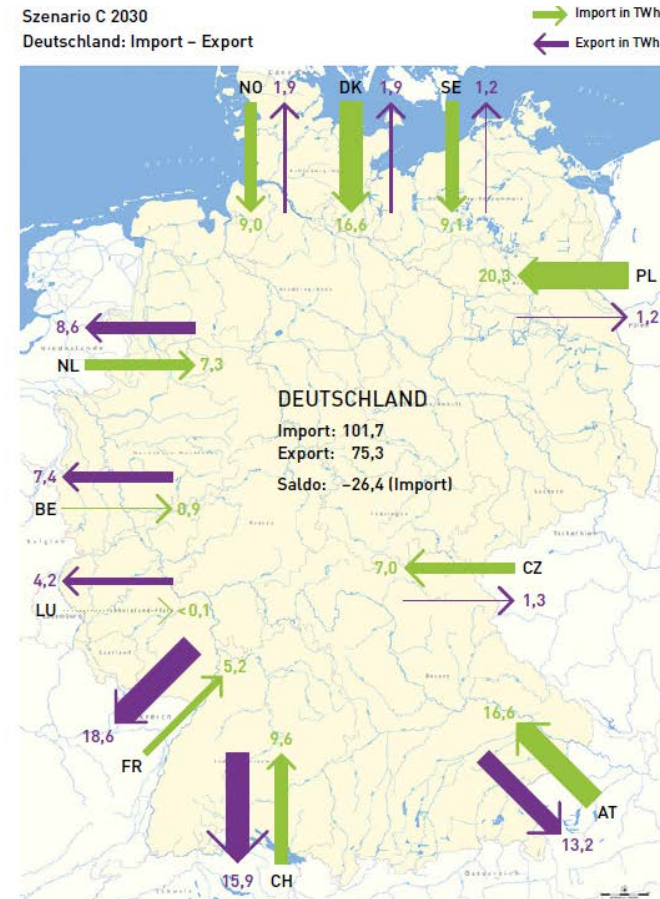 Szenario C 2030
Deutschland: Import – Export
Import in TWh
Export in TWh
NO 1,9 DK 1,9 SE 1,2
9,0 16,6 9,1
20,3 PL
1,2
8,6
NL 7,3
DEUTSCHLAND
Import: 101,7
Export: 75,3
Saldo: –26,4 (Import)
7,4
BE 0,9
7,0 CZ
1,3
4,2
LU <0,1
5,2
18,6
FR
9,6
16,6
AT
13,2
15,9 CH